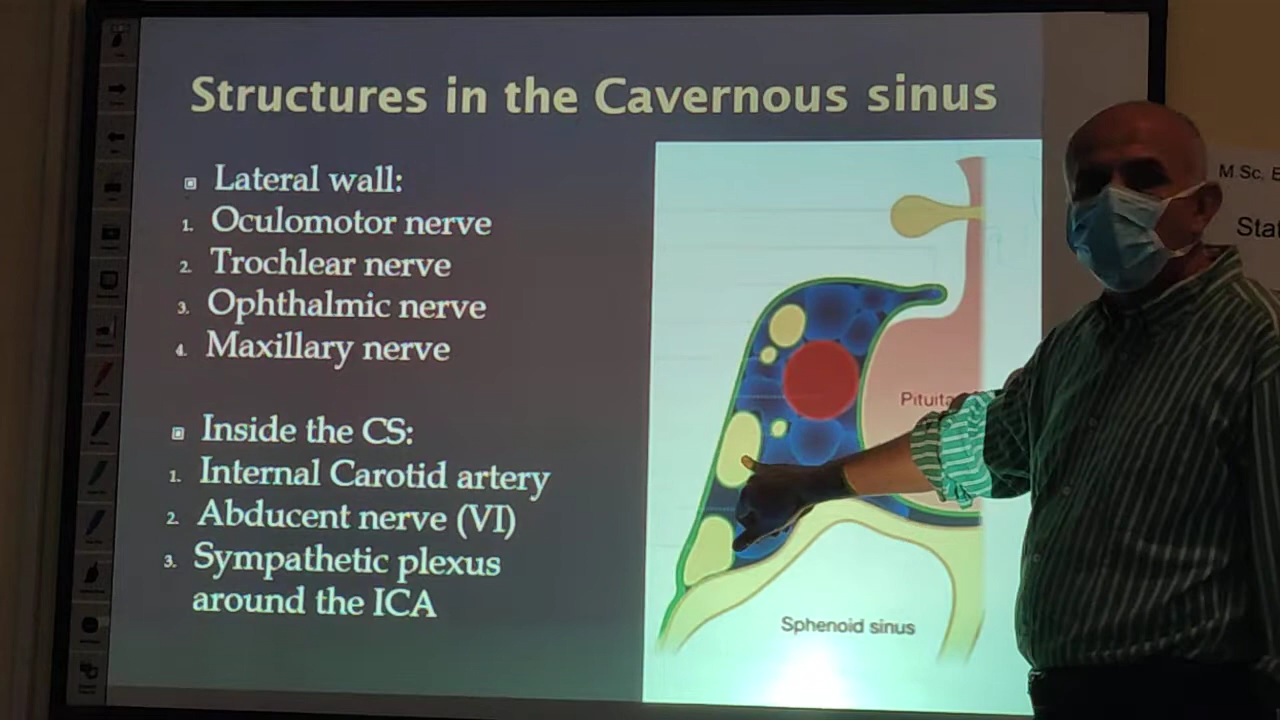 Structures in the Cavernous sinus
Lateral wall:
1. Oculomotor nerve
2. Trochlear nerve
3. Ophthalmic nerve
4. Maxillary nerve
Inside the CS:
1. Internal Carotid artery
2. Abducent nerve (VI)
3. Sympathetic plexus
around the ICA
Pituita
Sphenoid sinus
M.Sc. E
Stat